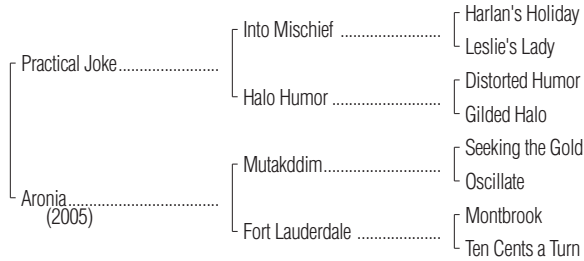 Harlan's Holiday
Into Mischief ....................
Leslie's Lady
Practical Joke....................
Distorted Humor
Halo Humor ......................
Gilded Halo
Seeking the Gold
Mutakddim.........................
Oscillate
Aronia................................
(2005)
Montbrook
Fort Lauderdale .................
Ten Cents a Turn